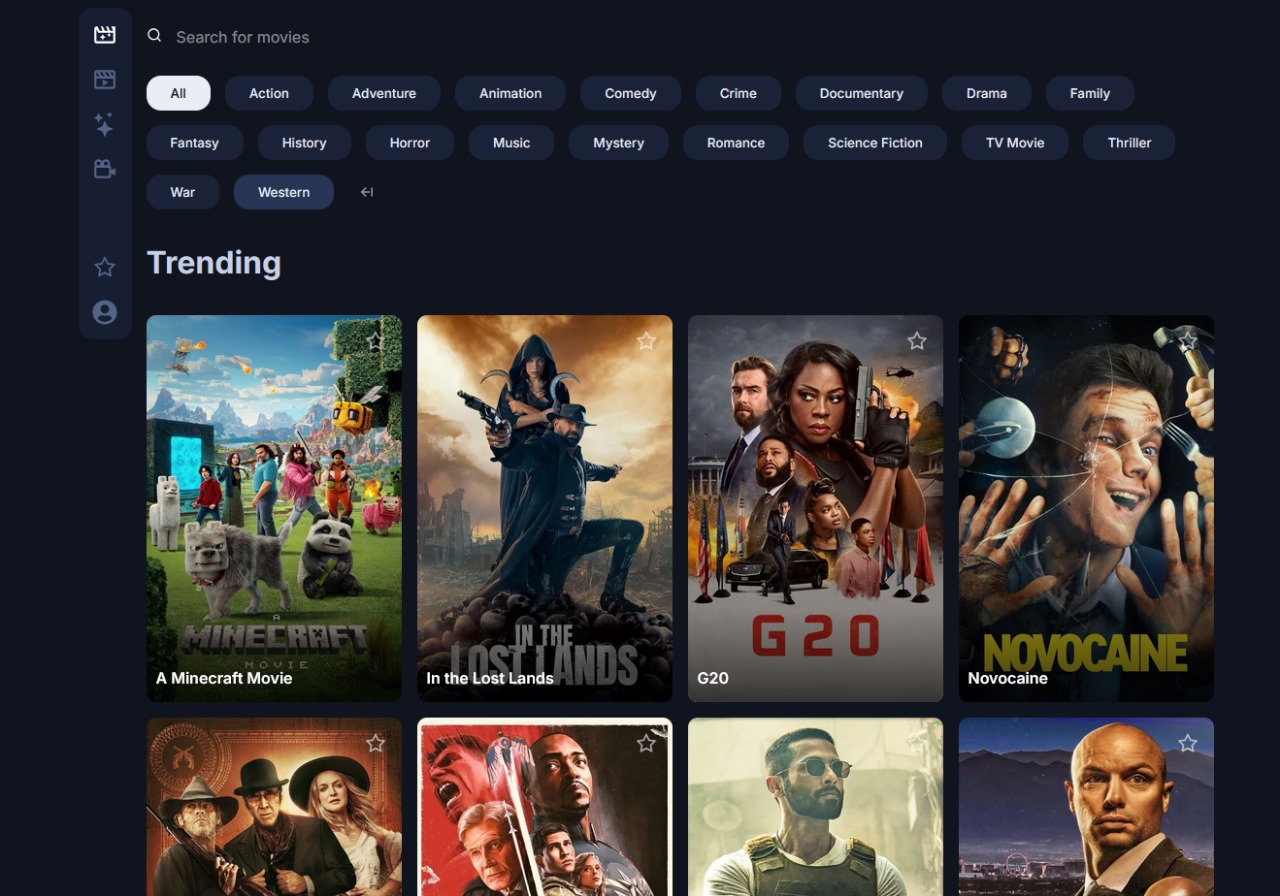 Search for movies
All Action Adventure Animation Comedy Crime Documentary Drama Family
Fantasy History Horror Music Mystery Romance Science Fiction TV Movie Thriller
War Western
Trending
A
MINECRAFT
MOVIE
A Minecraft Movie
IN THE
LOST LANDS
In the Lost Lands
G20
G20
NOVOCAINE
Novocaine